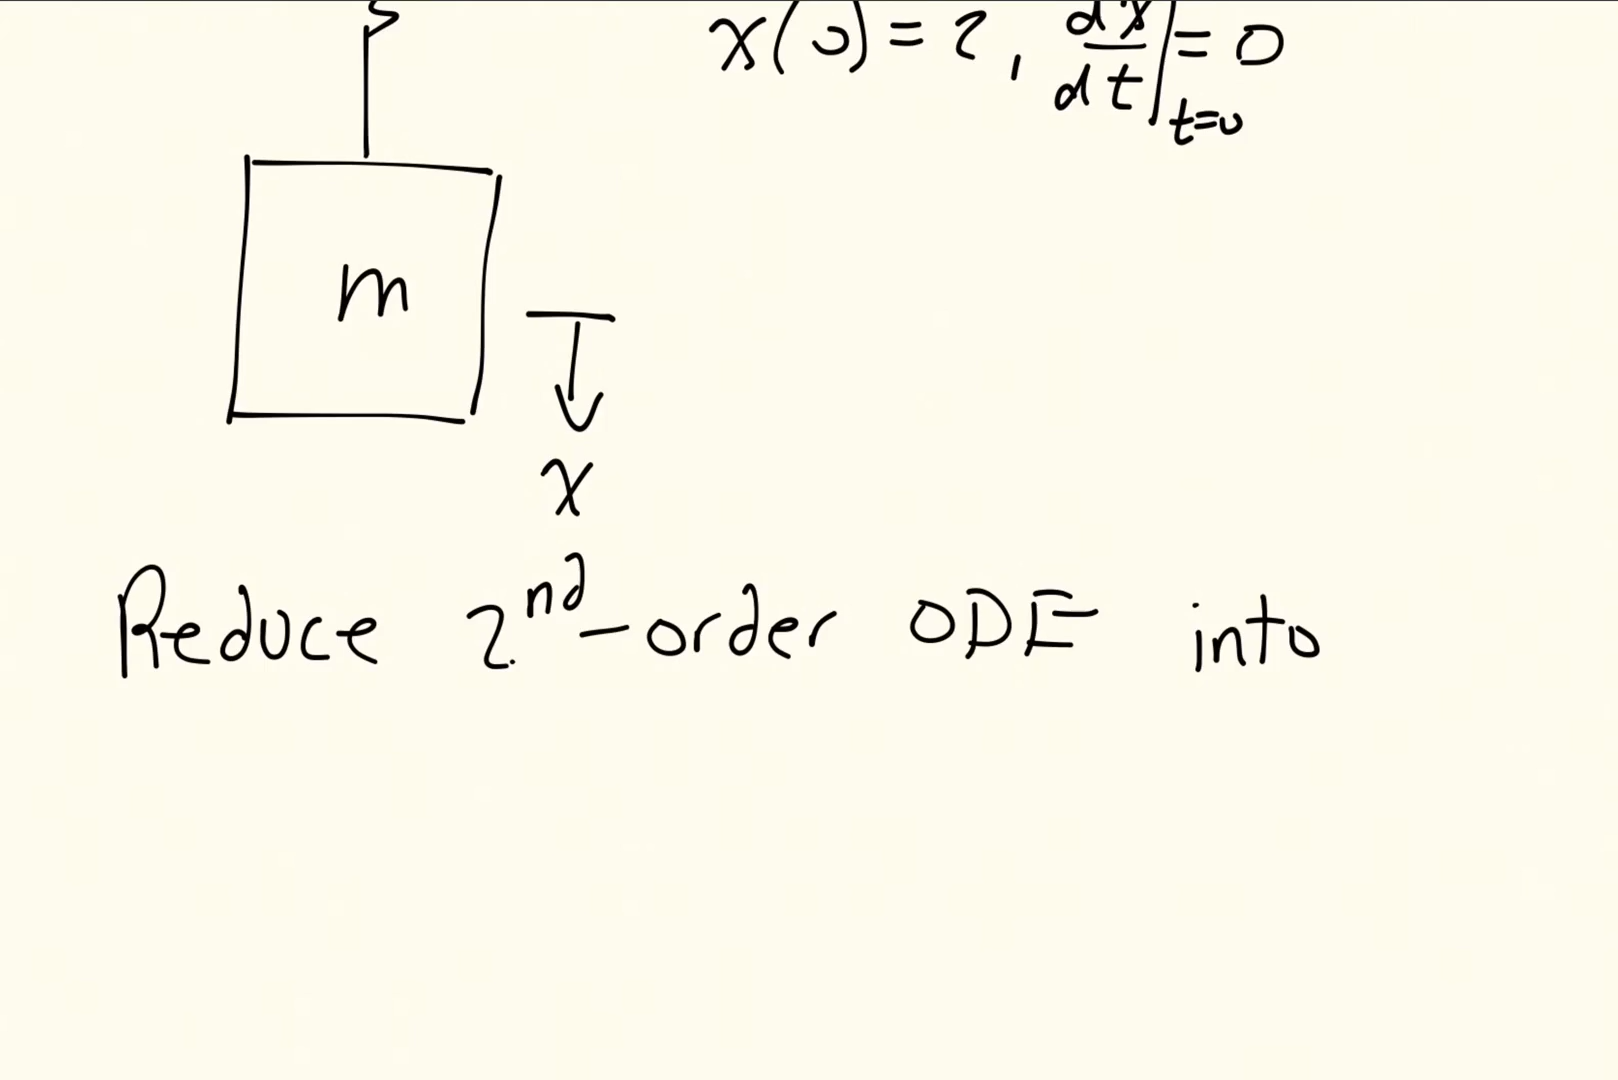 x(0) = 2, dx/dt|t=0 = 0
m
x
Reduce 2nd-order ODE into